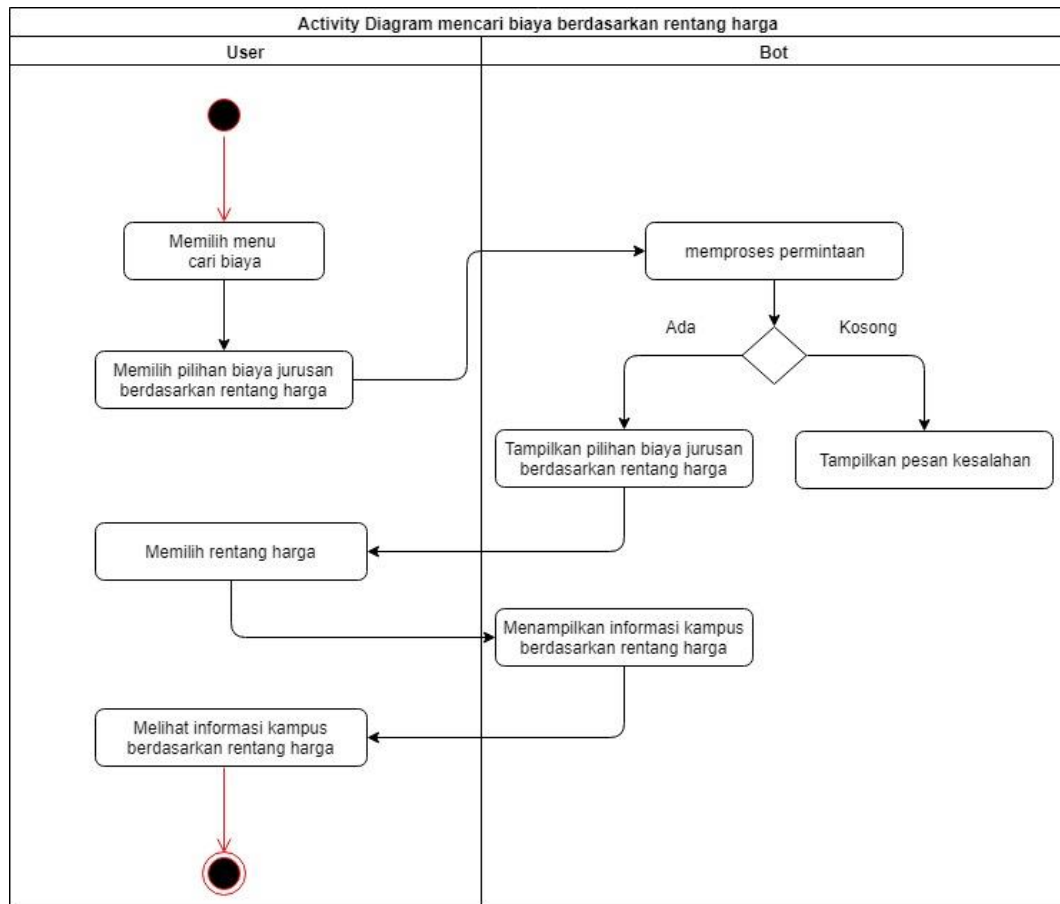 Activity Diagram mencari biaya berdasarkan rentang harga
User
Bot
Memilih menu
cari biaya
memproses permintaan
Ada
Kosong
Memilih pilihan biaya jurusan
berdasarkan rentang harga
Tampilkan pilihan biaya jurusan
berdasarkan rentang harga
Tampilkan pesan kesalahan
Memilih rentang harga
Menampilkan informasi kampus
berdasarkan rentang harga
Melihat informasi kampus
berdasarkan rentang harga